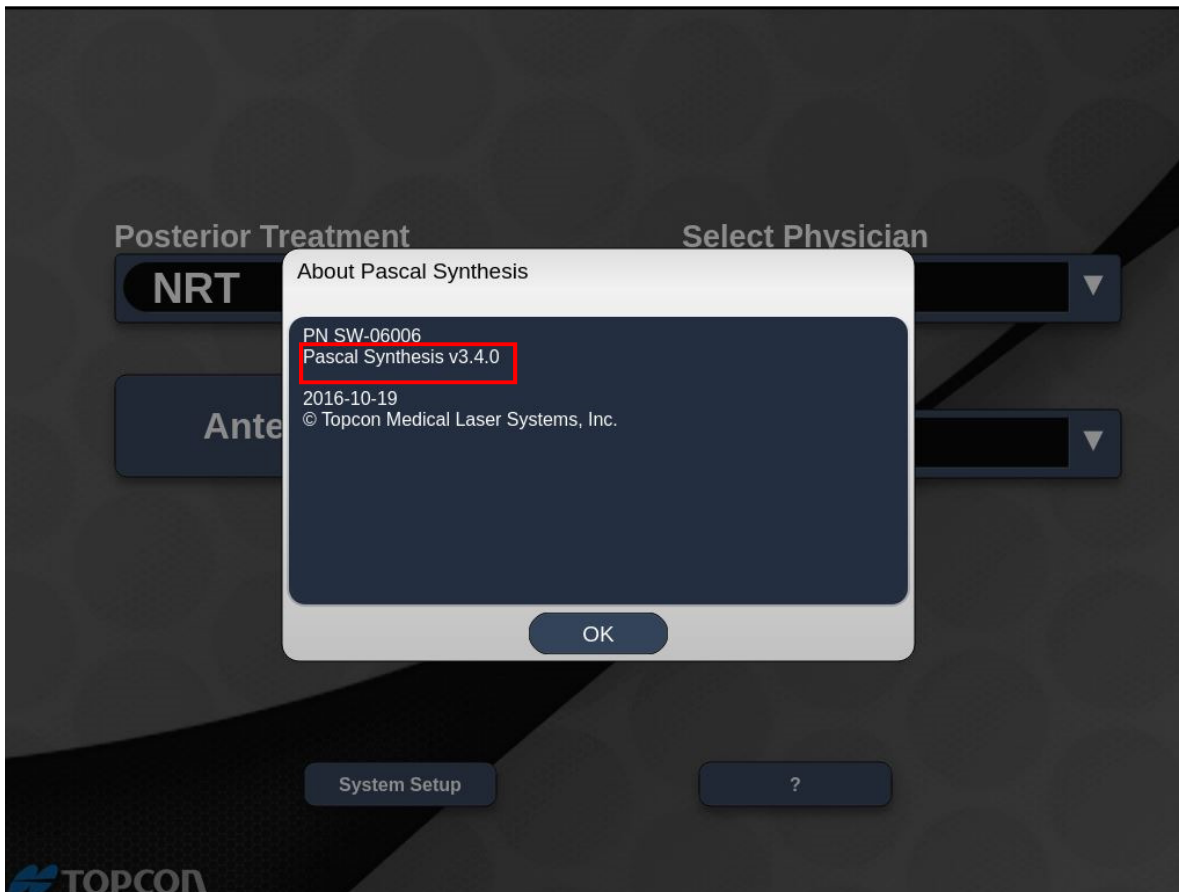 Posterior Treatment
Select Physician
About Pascal Synthesis
NRT
▼
PN SW-06006
Pascal Synthesis v3.4.0
2016-10-19
© Topcon Medical Laser Systems, Inc.
Ante
▼
OK
System Setup
?
TOPCON